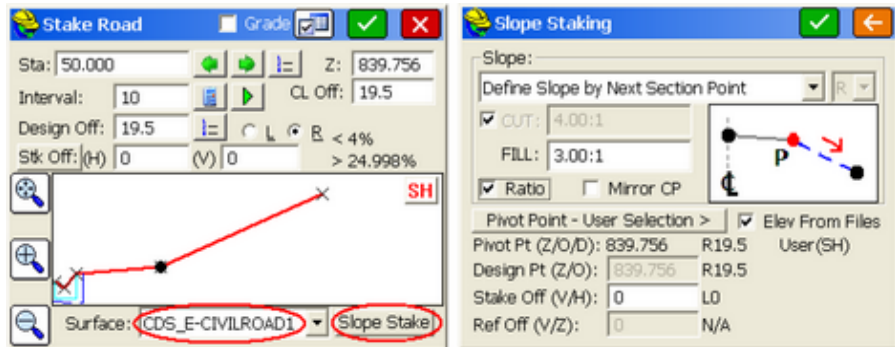 Stake Road
Grade
Sta: 50.000
Z: 839.756
Interval: 10
CL Off: 19.5
Design Off: 19.5
L R
< 4%
Stk Off: (H) 0 (V) 0
> 24.998%
SH
Surface: CDS_E-CIVILROAD1
Slope Stake
Slope Staking
Slope:
Define Slope by Next Section Point
R
CUT: 4.00:1
FILL: 3.00:1
P
Ratio
Mirror CP
Pivot Point - User Selection >
Elev From Files
Pivot Pt (Z/O/D): 839.756 R19.5 User(SH)
Design Pt (Z/O): 839.756 R19.5
Stake Off (V/H): 0 L0
Ref Off (V/Z): 0 N/A